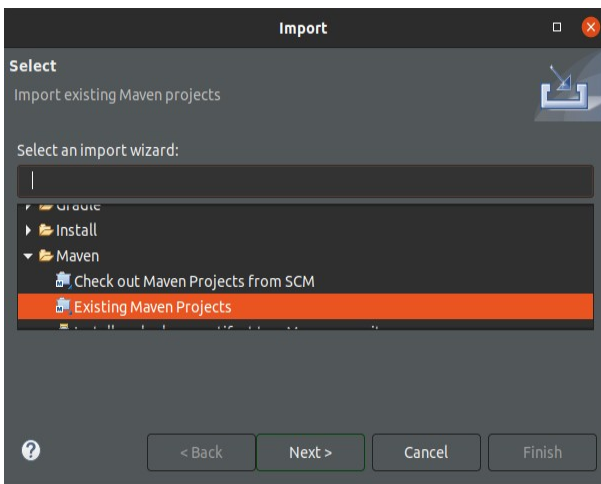 Import
Select
Import existing Maven projects
Select an import wizard:
Gradle
Install
Maven
Check out Maven Projects from SCM
Existing Maven Projects
< Back
Next >
Cancel
Finish